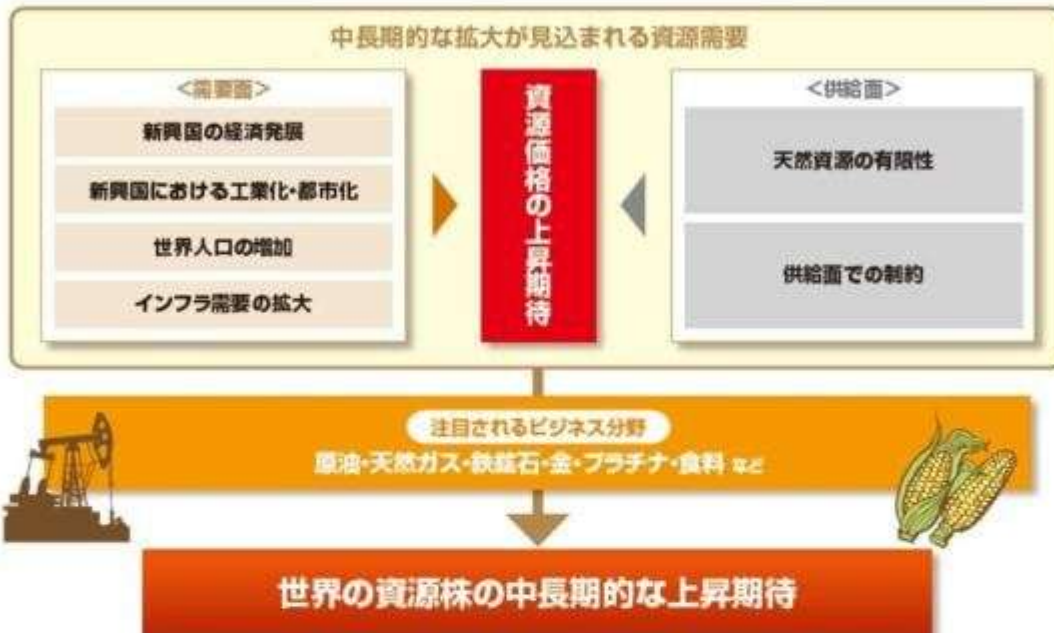 中長期的な拡大が見込まれる資源需要
＜需要面＞
新興国の経済発展
新興国における工業化・都市化
世界人口の増加
インフラ需要の拡大
資源価格の上昇期待
＜供給面＞
天然資源の有限性
供給面での制約
注目されるビジネス分野
原油・天然ガス・鉄鉱石・金・プラチナ・食料 など
世界の資源株の中長期的な上昇期待